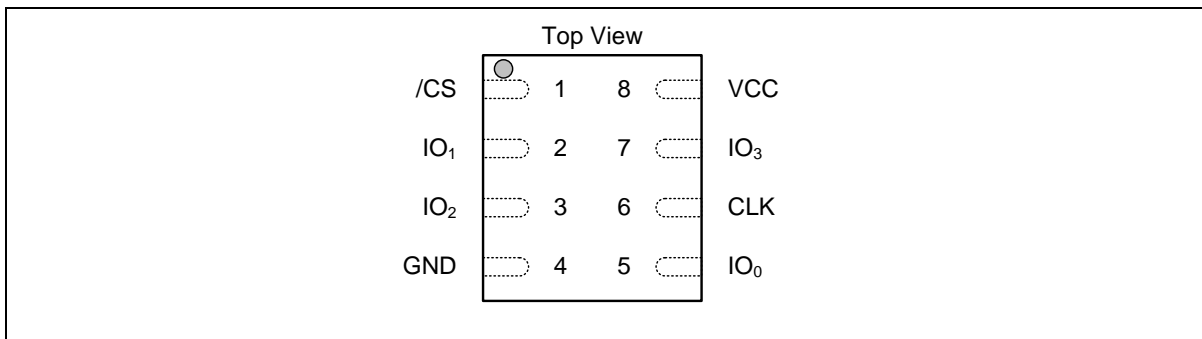 Top View
/CS 1 8 VCC
IO₁ 2 7 IO₃
IO₂ 3 6 CLK
GND 4 5 IO₀